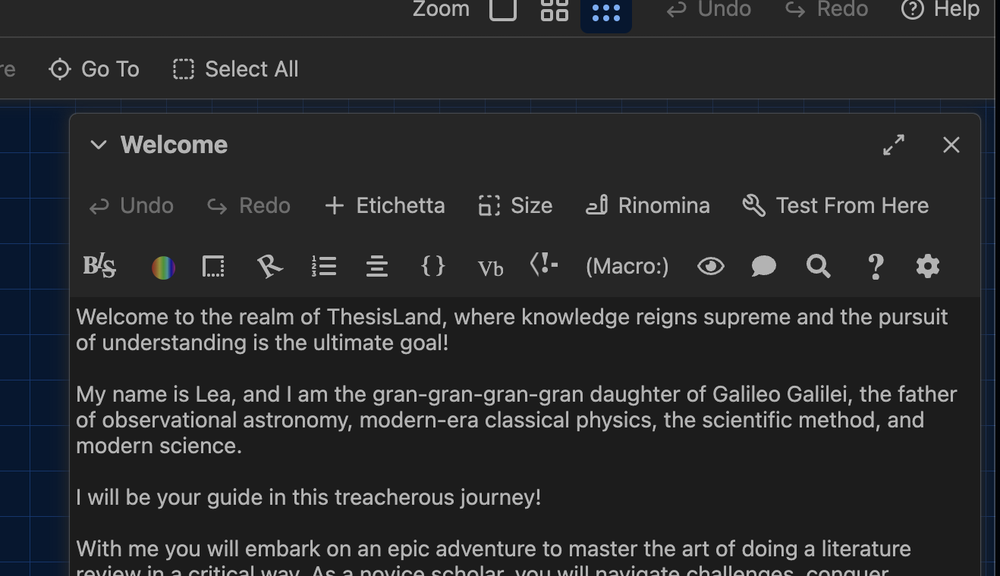 Zoom Undo Redo Help
re Go To Select All
Welcome
Undo Redo Etichetta Size Rinomina Test From Here
BIS 1 2 3 { } Vb <!-- (Macro:) ?
Welcome to the realm of ThesisLand, where knowledge reigns supreme and the pursuit
of understanding is the ultimate goal!
My name is Lea, and I am the gran-gran-gran-gran daughter of Galileo Galilei, the father
of observational astronomy, modern-era classical physics, the scientific method, and
modern science.
I will be your guide in this treacherous journey!
With me you will embark on an epic adventure to master the art of doing a literature
review in a critical way. As a novice scholar, you will navigate challenges, conquer